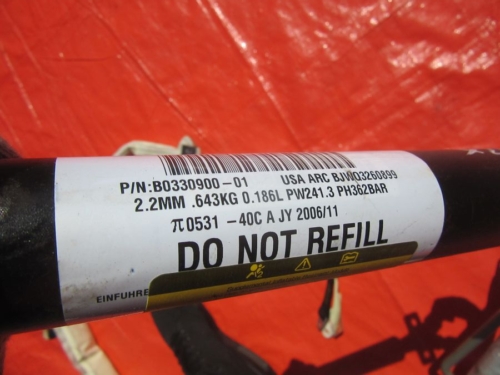 P/N:B0330900-01 USA ARC BJVW03260899
2.2MM .643KG 0.186L PW241.3 PH362BAR
π0531 -40C A JY 2006/11
DO NOT REFILL
EINFUHRE